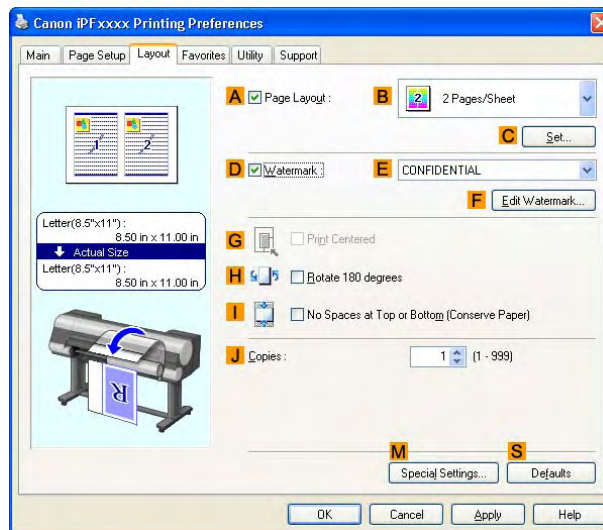 Canon iPFxxxx Printing Preferences
Main Page Setup Layout Favorites Utility Support
A Page Layout : B 2 2 Pages/Sheet
C Set...
1 2
D Watermark : E CONFIDENTIAL
F Edit Watermark...
Letter(8.5"x11") :
8.50 in x 11.00 in
Actual Size
Letter(8.5"x11") :
8.50 in x 11.00 in
G Print Centered
H Rotate 180 degrees
I No Spaces at Top or Bottom (Conserve Paper)
J Copies : 1 (1 - 999)
R
M S
Special Settings... Defaults
OK Cancel Apply Help